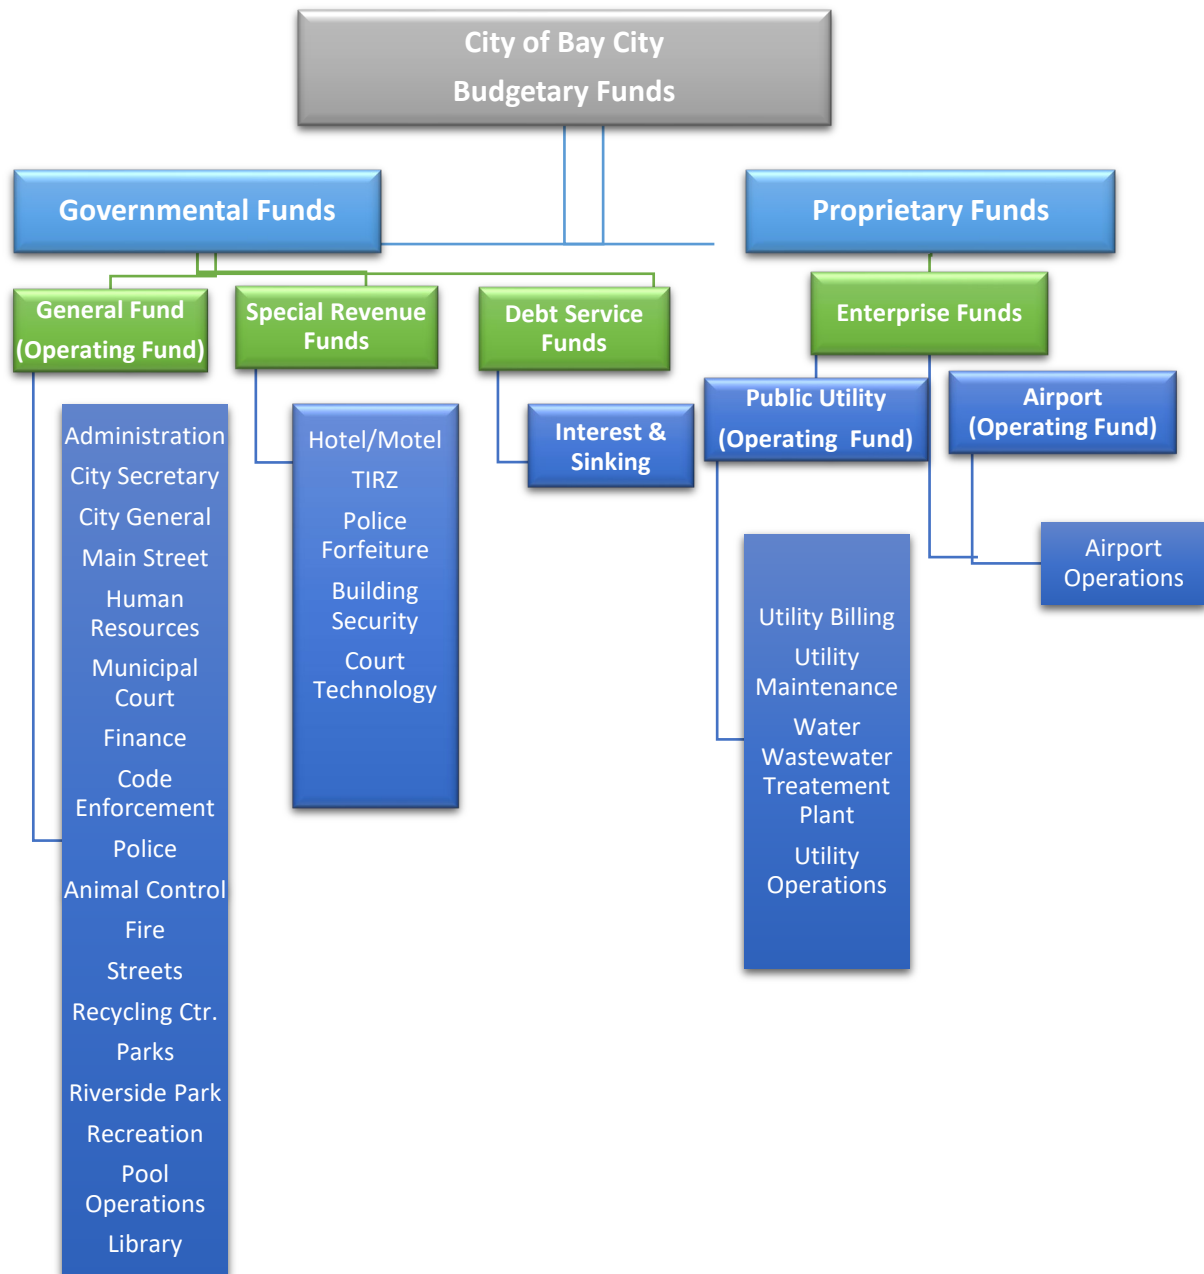 City of Bay City
Budgetary Funds
Governmental Funds
Proprietary Funds
General Fund
(Operating Fund)
Special Revenue
Funds
Debt Service
Funds
Enterprise Funds
Administration
City Secretary
City General
Main Street
Human
Resources
Municipal
Court
Finance
Code
Enforcement
Police
Animal Control
Fire
Streets
Recycling Ctr.
Parks
Riverside Park
Recreation
Pool
Operations
Library
Hotel/Motel
TIRZ
Police
Forfeiture
Building
Security
Court
Technology
Interest &
Sinking
Public Utility
(Operating Fund)
Utility Billing
Utility
Maintenance
Water
Wastewater
Treatement
Plant
Utility
Operations
Airport
(Operating Fund)
Airport
Operations